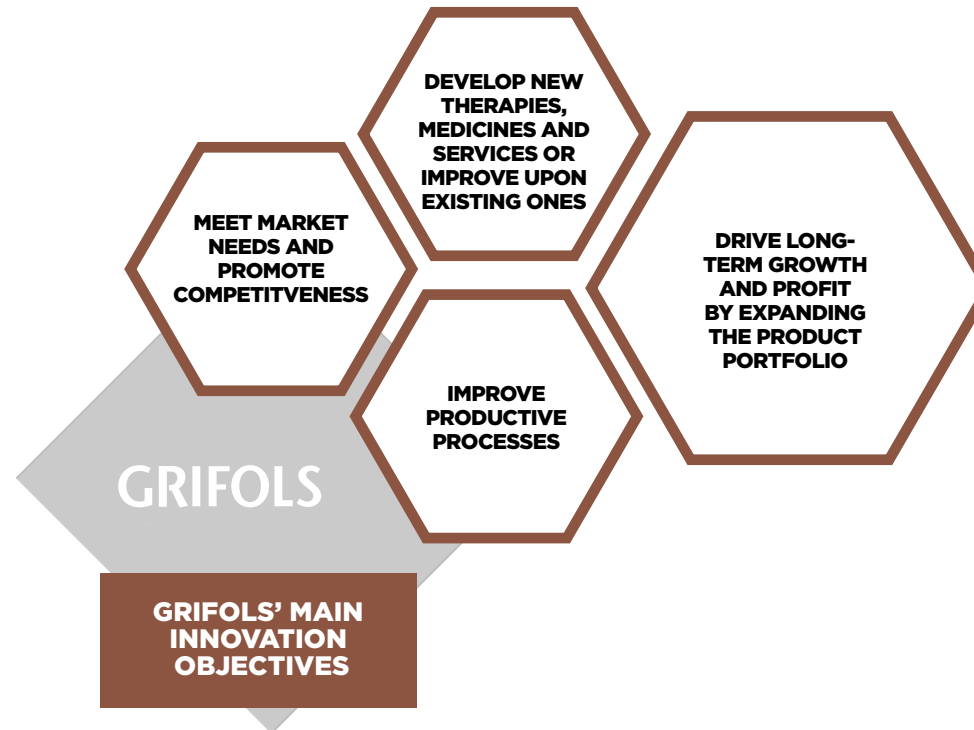 DEVELOP NEW
THERAPIES,
MEDICINES AND
SERVICES OR
IMPROVE UPON
EXISTING ONES
MEET MARKET
NEEDS AND
PROMOTE
COMPETITVENESS
DRIVE LONG-
TERM GROWTH
AND PROFIT
BY EXPANDING
THE PRODUCT
PORTFOLIO
IMPROVE
PRODUCTIVE
PROCESSES
GRIFOLS
GRIFOLS’ MAIN
INNOVATION
OBJECTIVES